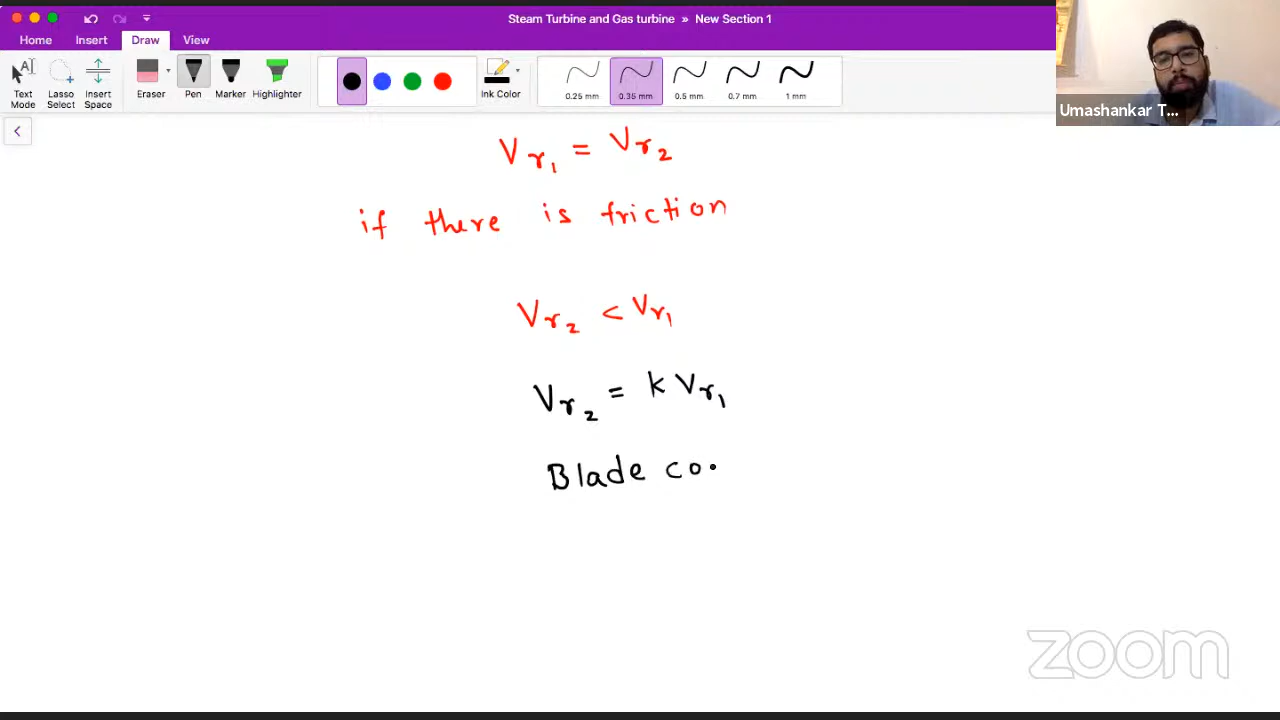 Steam Turbine and Gas turbine » New Section 1
Home Insert Draw View
Text Mode
Lasso Select
Insert Space
Eraser
Pen
Marker
Highlighter
Ink Color
0.25 mm
0.35 mm
0.5 mm
0.7 mm
1 mm
Umashankar T...
Vr1 = Vr2
if there is friction
Vr2 < Vr1
Vr2 = k Vr1
Blade co
zoom